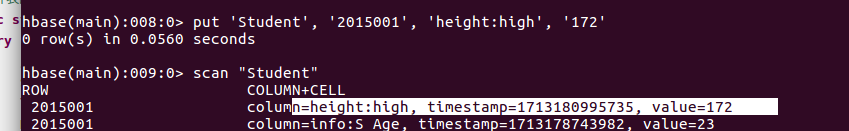 hbase(main):008:0> put 'Student', '2015001', 'height:high', '172'
0 row(s) in 0.0560 seconds
hbase(main):009:0> scan "Student"
ROW COLUMN+CELL
2015001 column=height:high, timestamp=1713180995735, value=172
2015001 column=info:S Age, timestamp=1713178743982, value=23